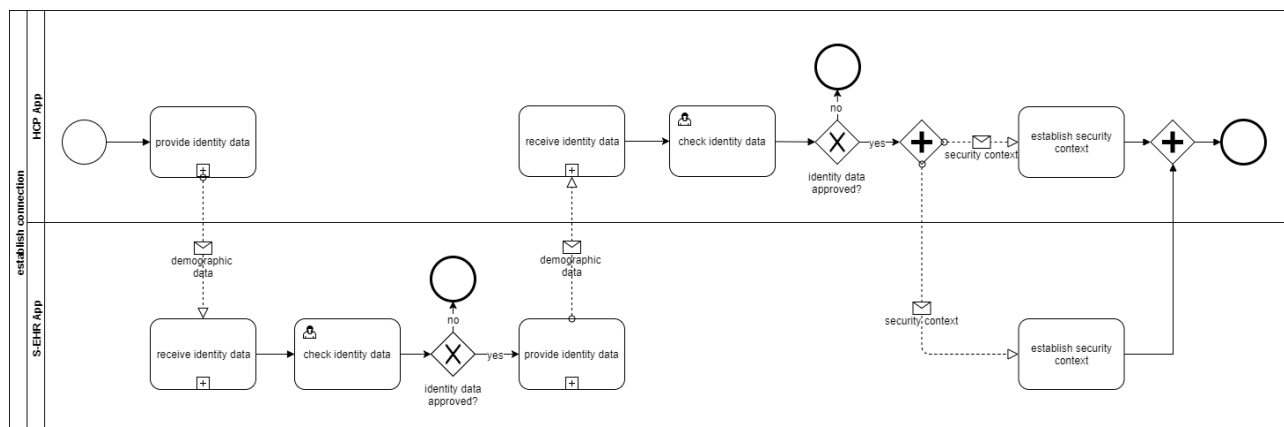 establish connection
HCP App
provide identity data
receive identity data
check identity data
no
yes
identity data
approved?
security context
establish security
context
demographic
data
demographic
data
S-EHR App
receive identity data
check identity data
no
yes
identity data
approved?
provide identity data
security context
establish security
context